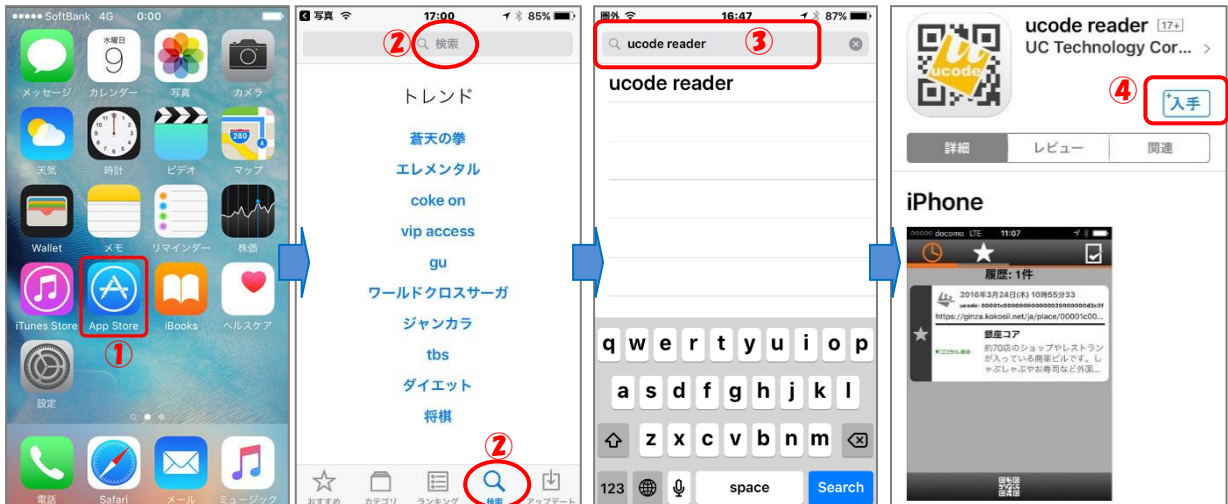 SoftBank 4G 0:00
水曜日
9
メッセージ カレンダー 写真 カメラ
280
天気 時計 ビデオ マップ
Wallet メモ リマインダー 株価
iTunes Store App Store iBooks ヘルスケア
①
設定
電話 Safari メール ミュージック
写真 17:00 85%
② 検索
トレンド
蒼天の拳
エレメンタル
coke on
vip access
gu
ワールドクロスサーガ
ジャンカラ
tbs
ダイエット
将棋
②
おすすめ カテゴリ ランキング 検索 アップデート
圏外 16:47 87%
ucode reader ③
ucode reader
q w e r t y u i o p
a s d f g h j k l
z x c v b n m
123 space Search
ucode
ucode reader 17+
UC Technology Cor... >
④ +入手
詳細 レビュー 関連
iPhone
docomo LTE 11:07
履歴: 1件
2016年3月24日(木) 10時55分33
https://ginza.kokosil.net/ja/place/00001c00...
銀座コア
約70店のショップやレストラン
が入っている商業ビルです。し
ゃぶしゃぶやお寿司など外国...